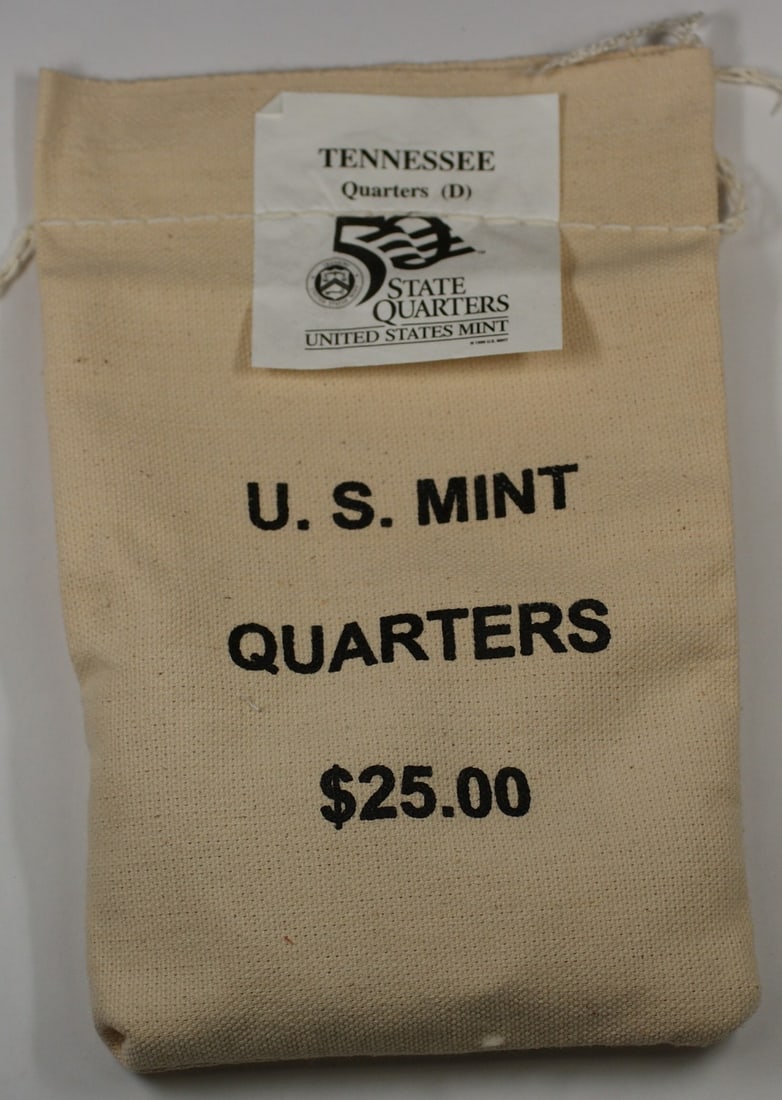 TENNESSEE
Quarters (D)
50
STATE
QUARTERS
UNITED STATES MINT
U. S. MINT
QUARTERS
$25.00